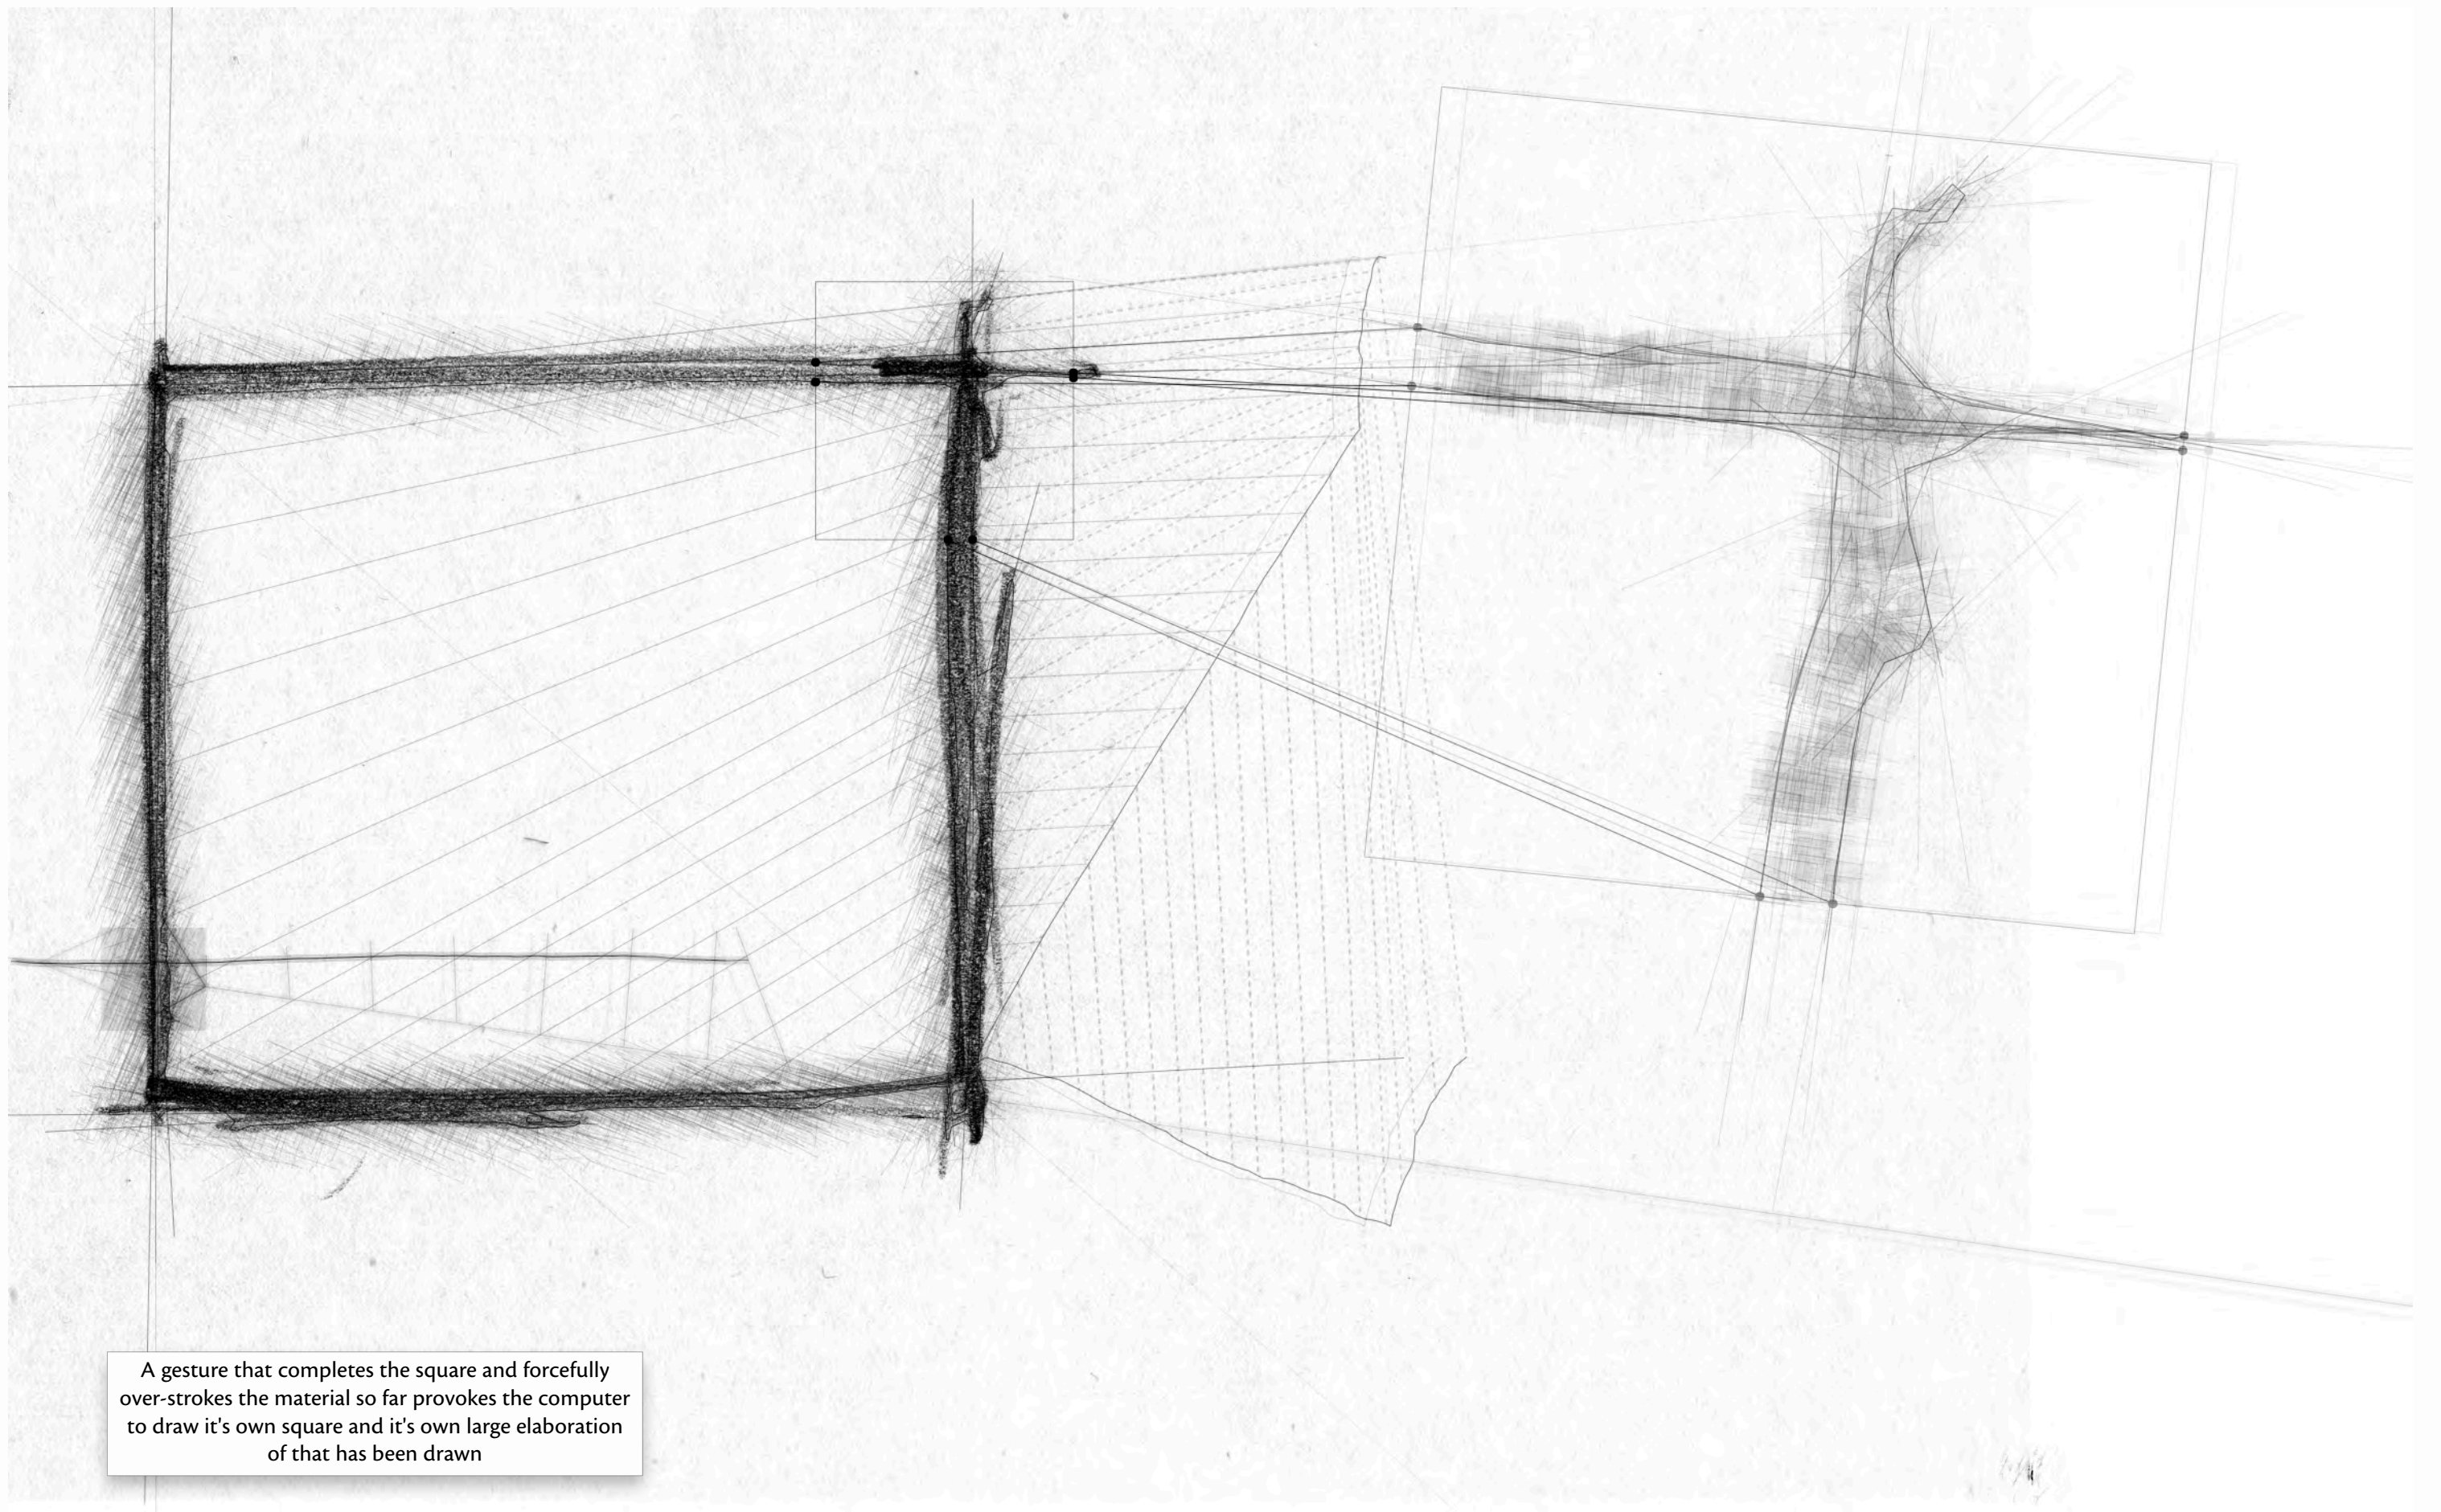 A gesture that completes the square and forcefully
over-strokes the material so far provokes the computer
to draw it's own square and it's own large elaboration
of that has been drawn